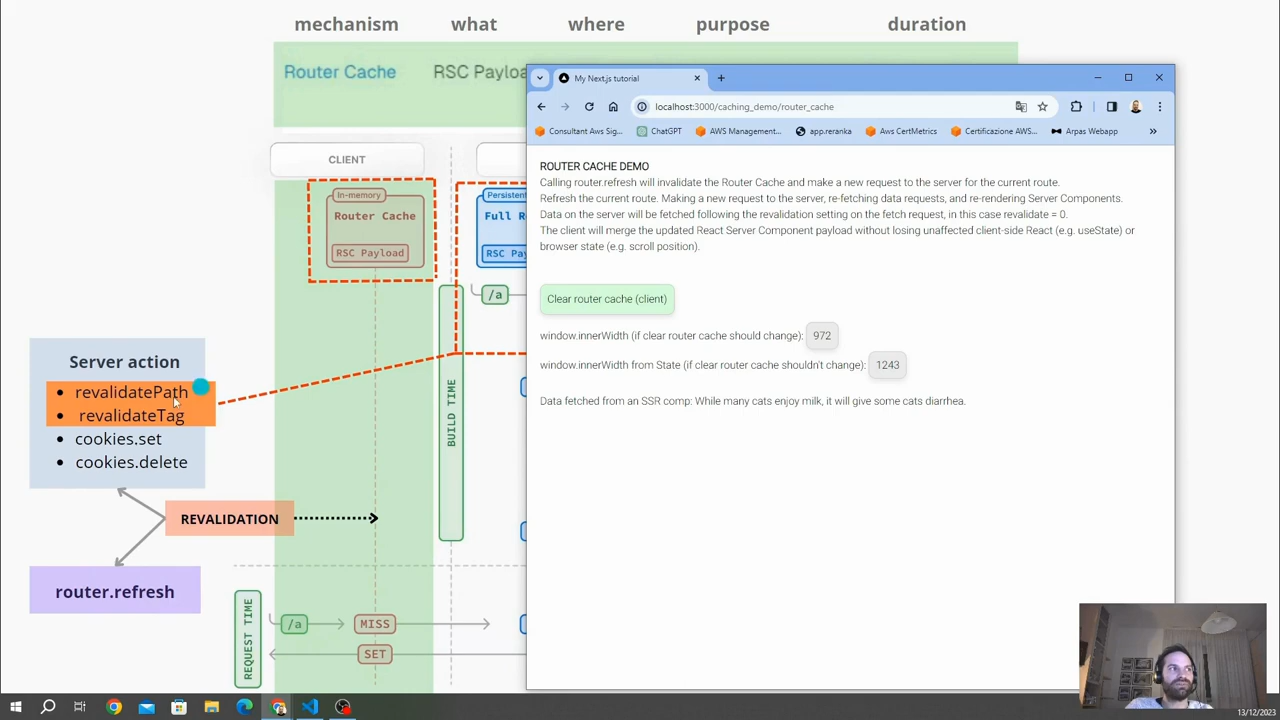 mechanism what where purpose duration
Router Cache RSC Payloa
My Next.js tutorial
localhost:3000/caching_demo/router_cache
Consultant Aws Sig... ChatGPT AWS Management... app.reranka Aws CertMetrics Certificazione AWS... Arpas Webapp
CLIENT
In-memory
Router Cache
RSC Payload
Persistent
Full R
RSC Pay
/a
BUILD TIME
Server action
revalidatePath
revalidateTag
cookies.set
cookies.delete
REVALIDATION
router.refresh
REQUEST TIME
/a MISS
SET
ROUTER CACHE DEMO
Calling router.refresh will invalidate the Router Cache and make a new request to the server for the current route.
Refresh the current route. Making a new request to the server, re-fetching data requests, and re-rendering Server Components.
Data on the server will be fetched following the revalidation setting on the fetch request, in this case revalidate = 0.
The client will merge the updated React Server Component payload without losing unaffected client-side React (e.g. useState) or
browser state (e.g. scroll position).
Clear router cache (client)
window.innerWidth (if clear router cache should change): 972
window.innerWidth from State (if clear router cache shouldn't change): 1243
Data fetched from an SSR comp: While many cats enjoy milk, it will give some cats diarrhea.
13/12/2023